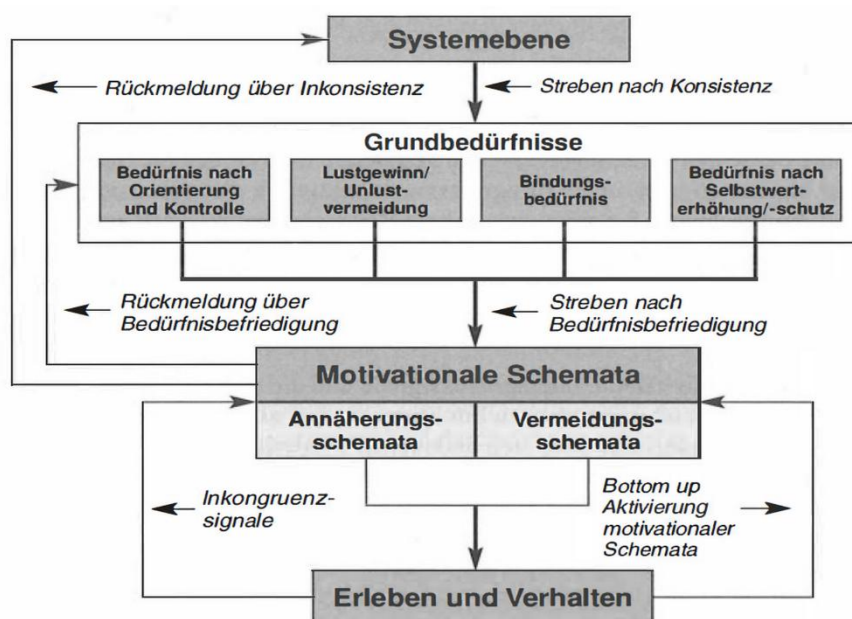 Systemebene
Rückmeldung über Inkonsistenz
Streben nach Konsistenz
Grundbedürfnisse
Bedürfnis nach
Orientierung
und Kontrolle
Lustgewinn/
Unlust-
vermeidung
Bindungs-
bedürfnis
Bedürfnis nach
Selbstwert-
erhöhung/-schutz
Rückmeldung über
Bedürfnisbefriedigung
Streben nach
Bedürfnisbefriedigung
Motivationale Schemata
Annäherungs-
schemata
Vermeidungs-
schemata
Inkongruenz-
signale
Bottom up
Aktivierung
motivationaler
Schemata
Erleben und Verhalten